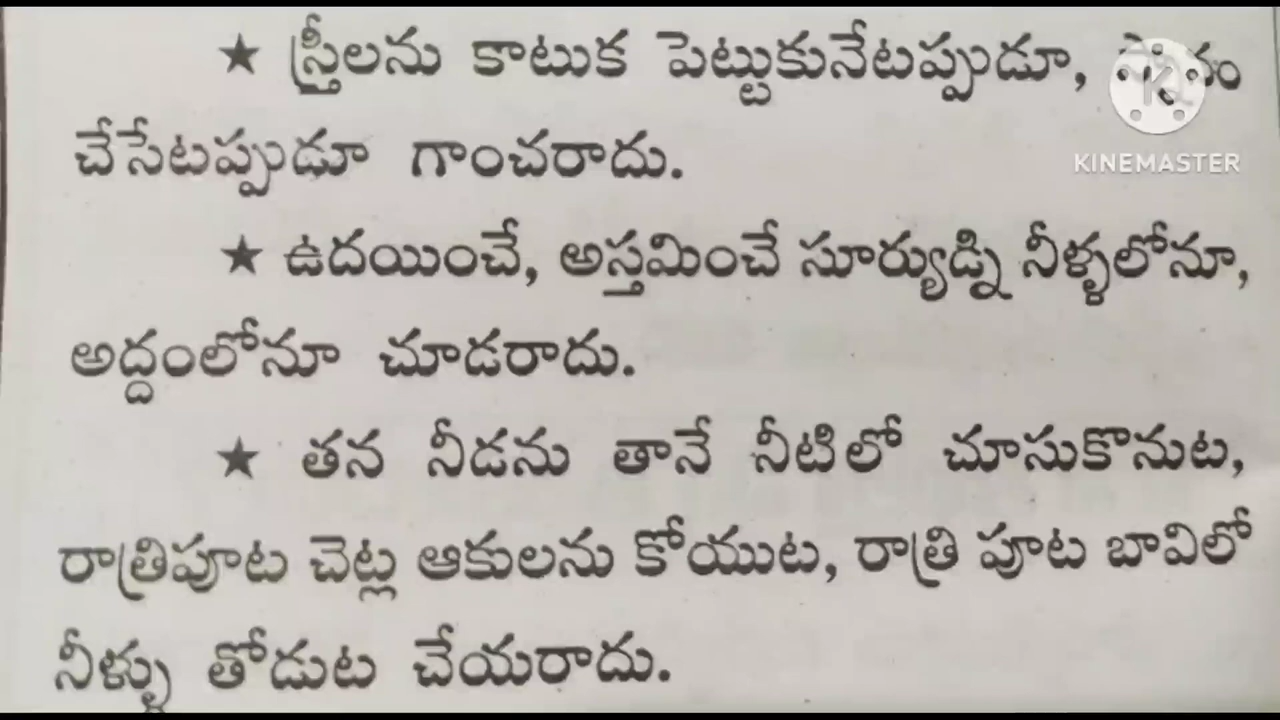 ★ స్త్రీలను కాటుక పెట్టుకునేటప్పుడూ,
చేసేటప్పుడూ గాంచరాదు.
KINEMASTER
★ ఉదయించే, అస్తమించే సూర్యుడ్ని నీళ్ళలోనూ,
అద్దంలోనూ చూడరాదు.
★ తన నీడను తానే నీటిలో చూసుకొనుట,
రాత్రిపూట చెట్ల ఆకులను కోయుట, రాత్రి పూట బావిలో
నీళ్ళు తోడుట చేయరాదు.